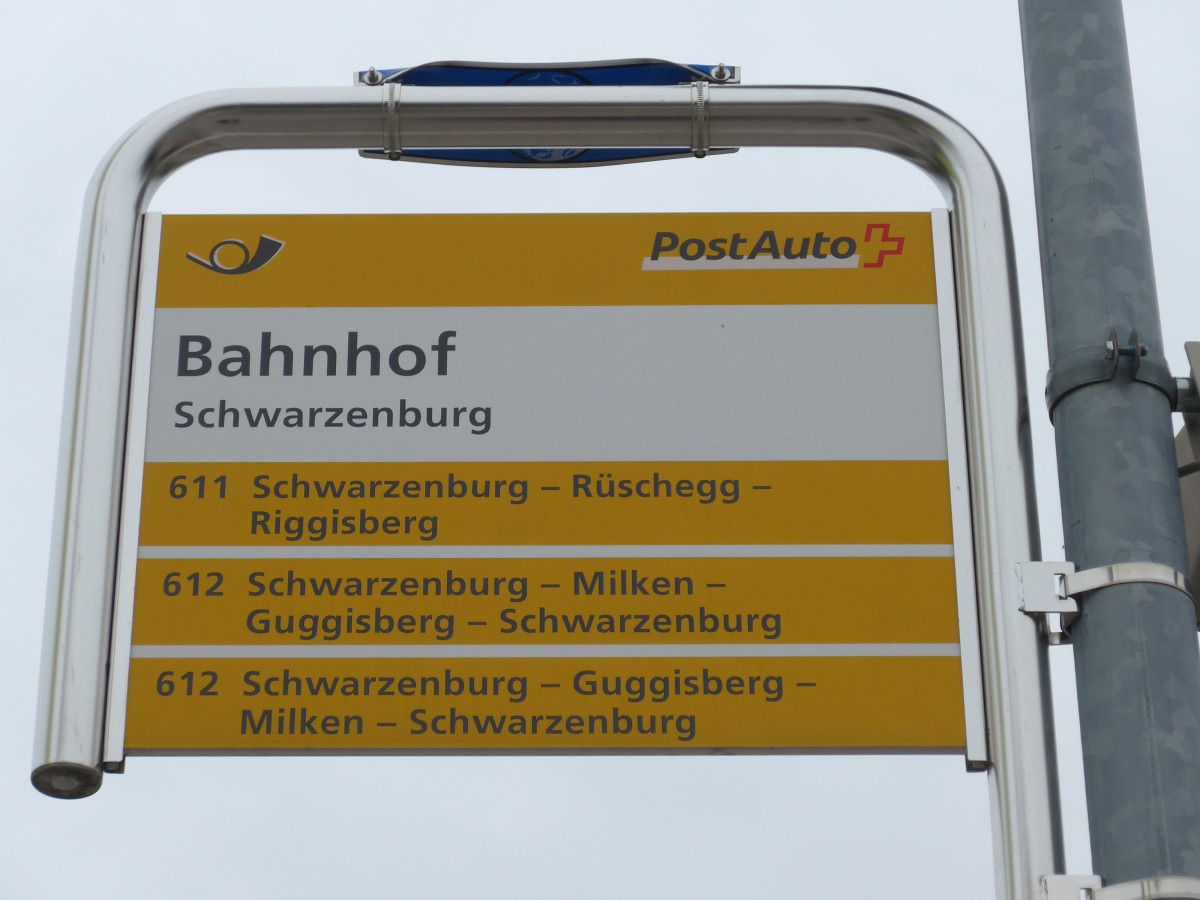 PostAuto
Bahnhof
Schwarzenburg
611 Schwarzenburg – Rüschegg –
Riggisberg
612 Schwarzenburg – Milken –
Guggisberg – Schwarzenburg
612 Schwarzenburg – Guggisberg –
Milken – Schwarzenburg